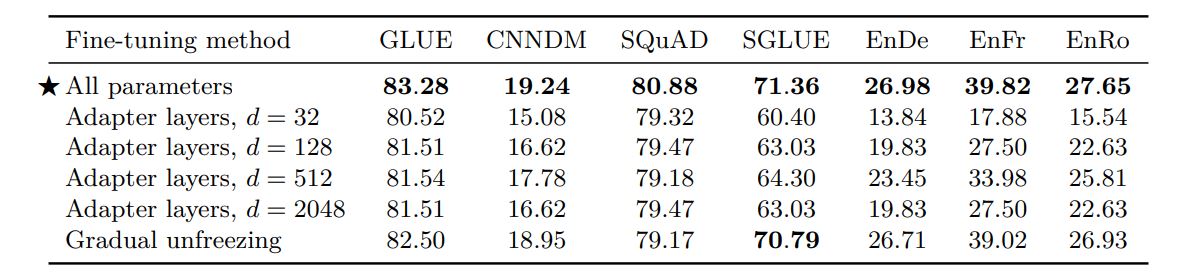 Fine-tuning method GLUE CNNDM SQuAD SGLUE EnDe EnFr EnRo
★ All parameters 83.28 19.24 80.88 71.36 26.98 39.82 27.65
Adapter layers, d = 32 80.52 15.08 79.32 60.40 13.84 17.88 15.54
Adapter layers, d = 128 81.51 16.62 79.47 63.03 19.83 27.50 22.63
Adapter layers, d = 512 81.54 17.78 79.18 64.30 23.45 33.98 25.81
Adapter layers, d = 2048 81.51 16.62 79.47 63.03 19.83 27.50 22.63
Gradual unfreezing 82.50 18.95 79.17 70.79 26.71 39.02 26.93